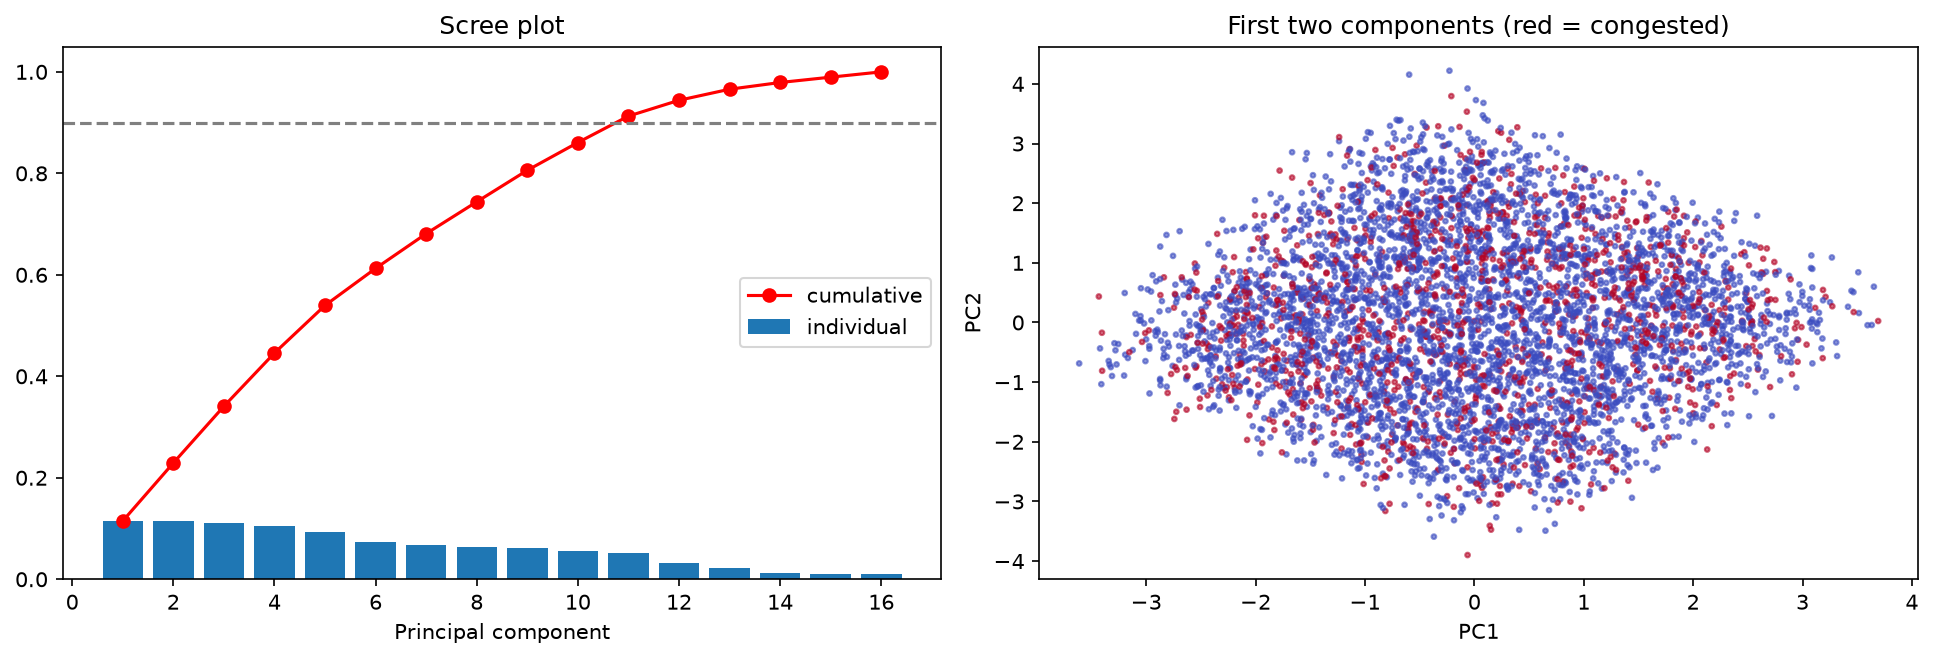 Scree plot
1.0
0.8
0.6
0.4
0.2
0.0
cumulative
individual
0 2 4 6 8 10 12 14 16
Principal component
First two components (red = congested)
PC2
4
3
2
1
0
−1
−2
−3
−4
−3 −2 −1 0 1 2 3 4
PC1